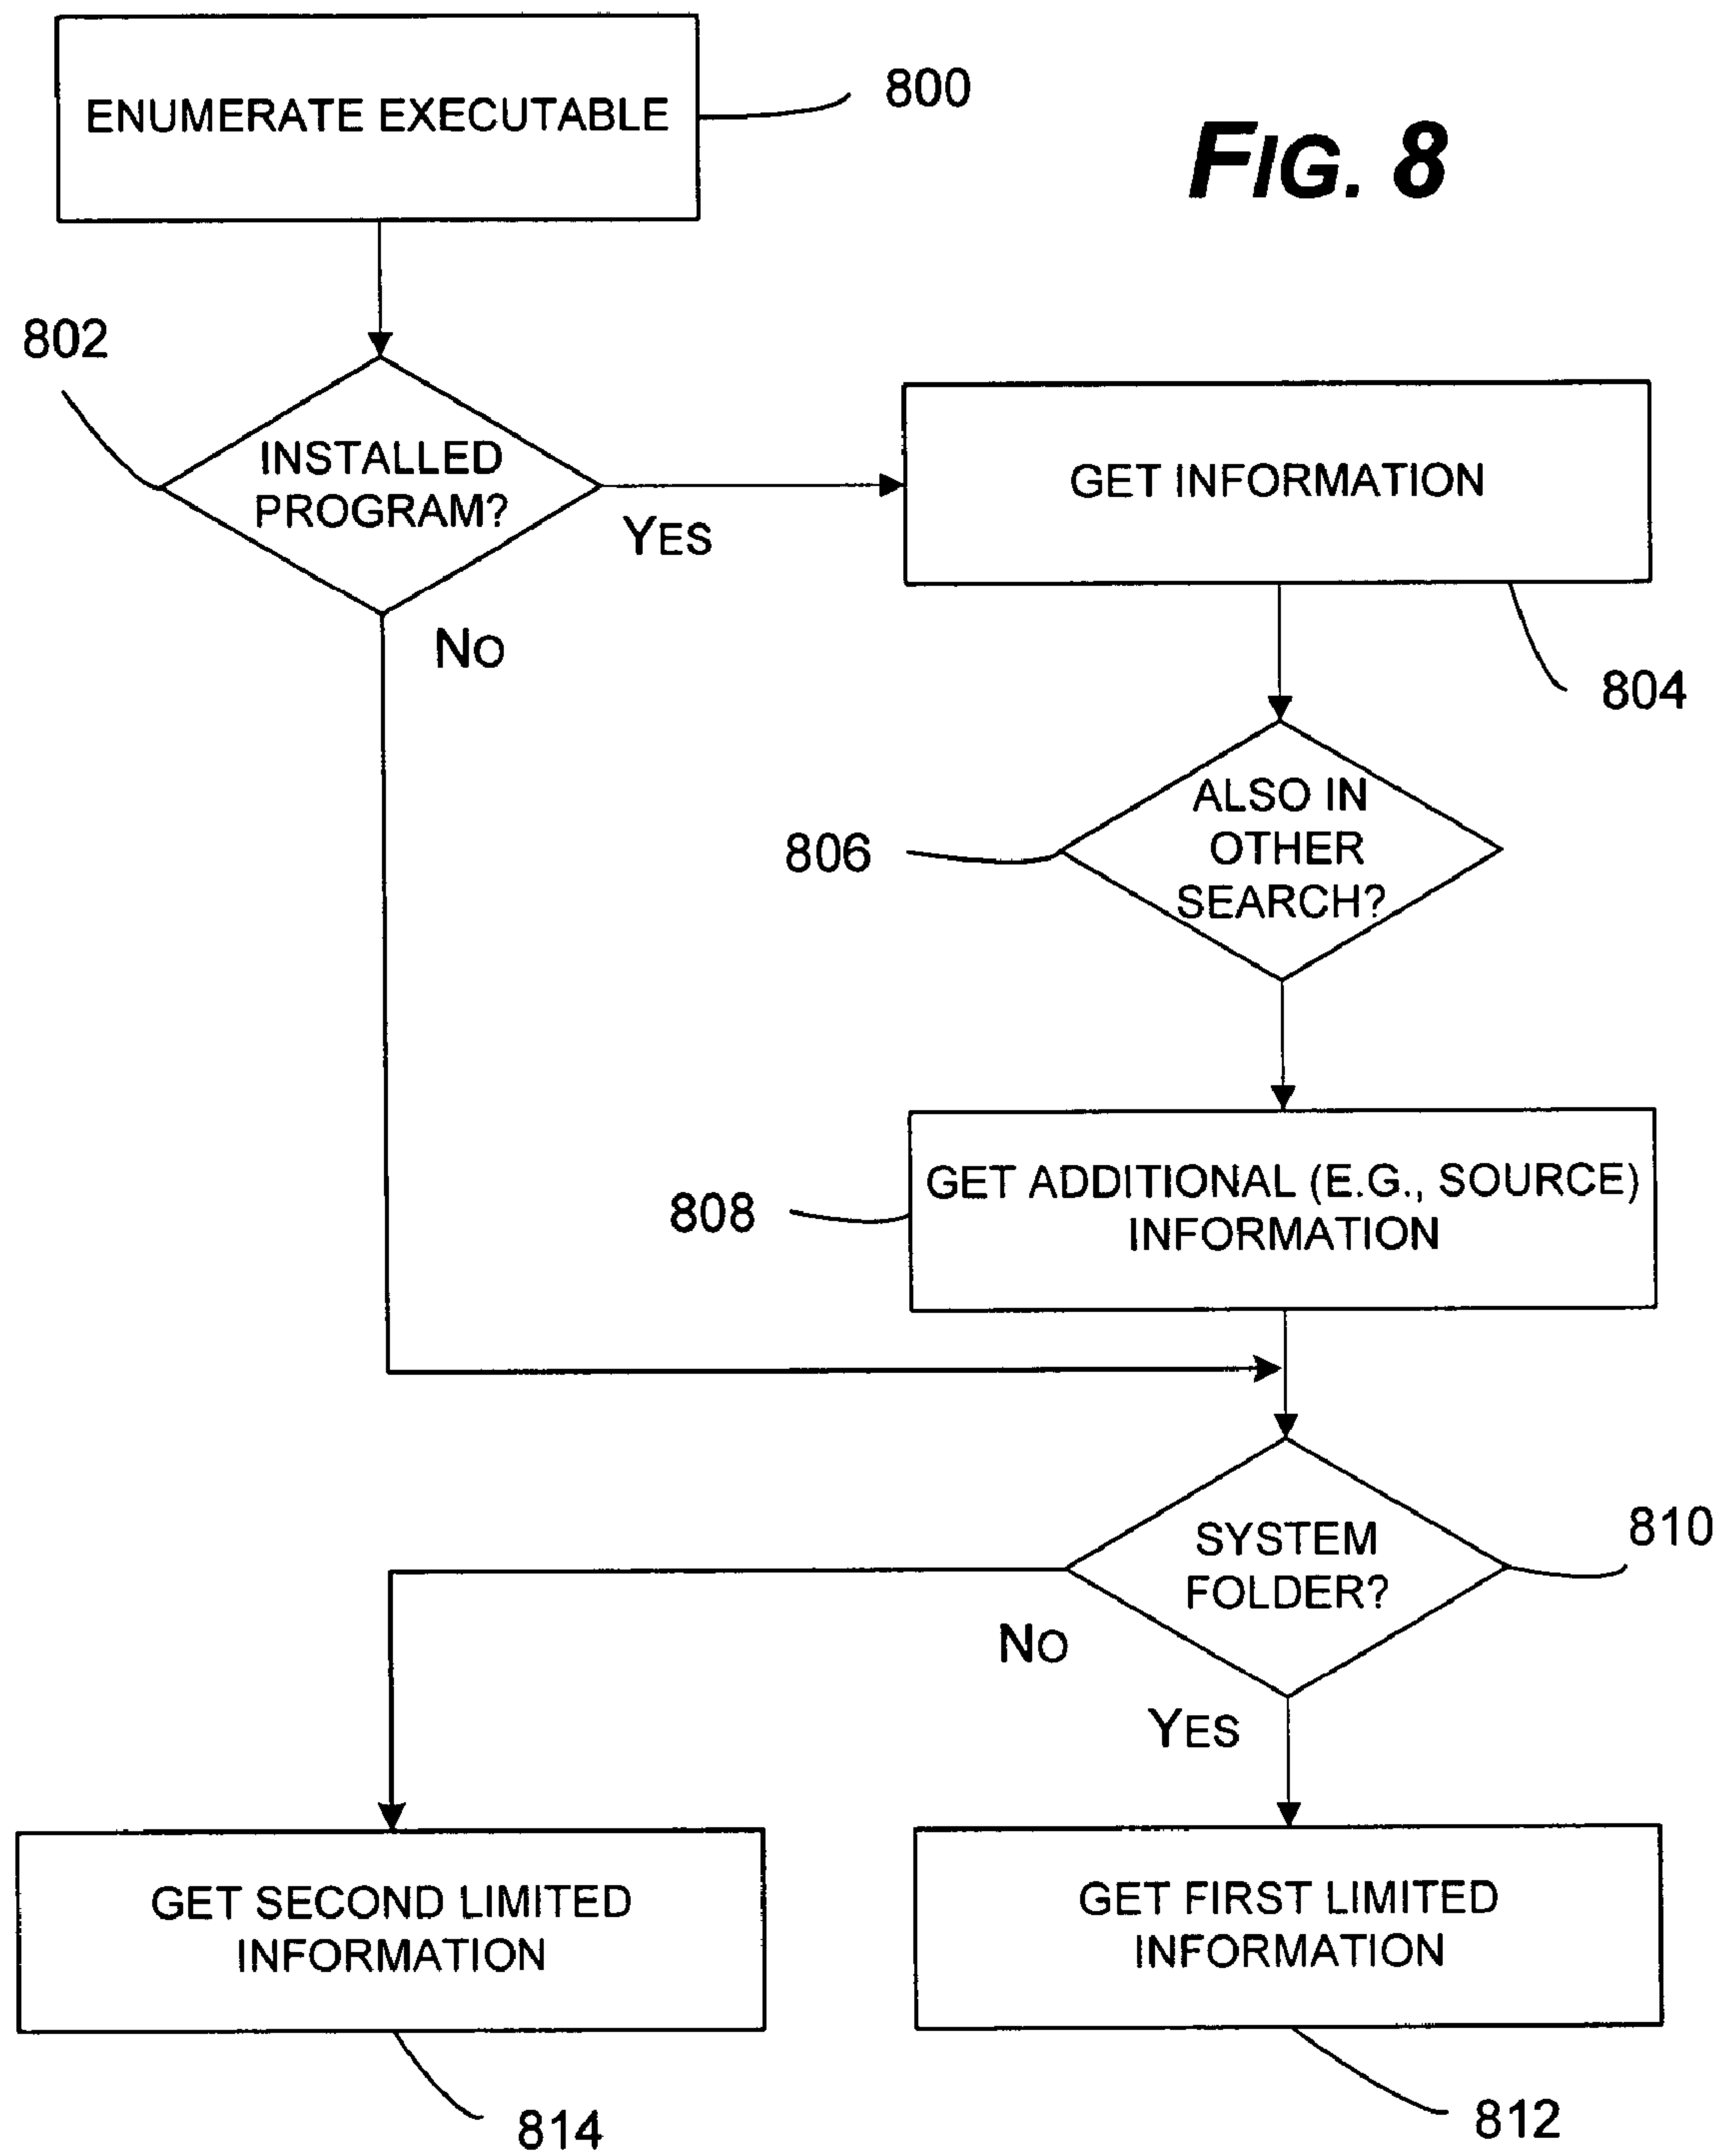 ENUMERATE EXECUTABLE
800
FIG. 8
802
INSTALLED
PROGRAM?
YES
NO
GET INFORMATION
804
ALSO IN
OTHER
SEARCH?
806
GET ADDITIONAL (E.G., SOURCE)
INFORMATION
808
SYSTEM
FOLDER?
810
NO
YES
GET SECOND LIMITED
INFORMATION
814
GET FIRST LIMITED
INFORMATION
812